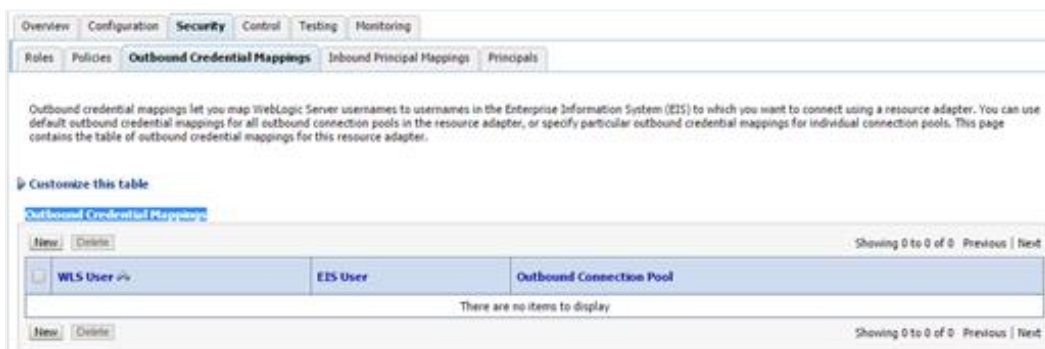 Overview Configuration Security Control Testing Monitoring
Roles Policies Outbound Credential Mappings Inbound Principal Mappings Principals
Outbound credential mappings let you map WebLogic Server usernames to usernames in the Enterprise Information System (EIS) to which you want to connect using a resource adapter. You can use
default outbound credential mappings for all outbound connection pools in the resource adapter, or specify particular outbound credential mappings for individual connection pools. This page
contains the table of outbound credential mappings for this resource adapter.
Customize this table
Outbound Credential Mappings
New Delete Showing 0 to 0 of 0 Previous | Next
WLS User EIS User Outbound Connection Pool
There are no items to display
New Delete Showing 0 to 0 of 0 Previous | Next